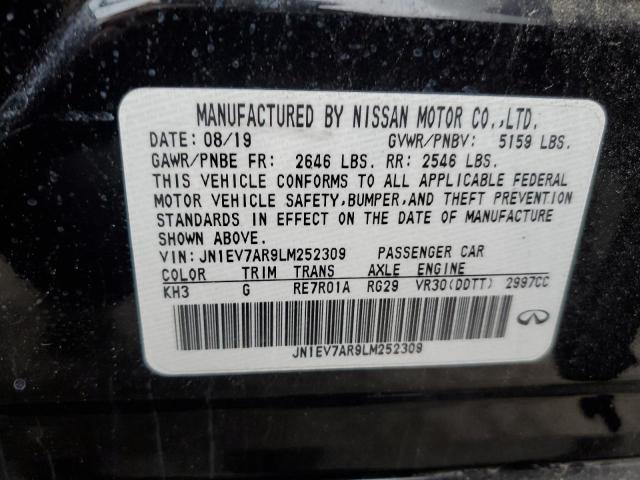 MANUFACTURED BY NISSAN MOTOR CO.,LTD.
DATE: 08/19 GVWR/PNBV: 5159 LBS.
GAWR/PNBE FR: 2646 LBS. RR: 2546 LBS.
THIS VEHICLE CONFORMS TO ALL APPLICABLE FEDERAL
MOTOR VEHICLE SAFETY,BUMPER,AND THEFT PREVENTION
STANDARDS IN EFFECT ON THE DATE OF MANUFACTURE
SHOWN ABOVE.
VIN: JN1EV7AR9LM252309 PASSENGER CAR
COLOR TRIM TRANS AXLE ENGINE
KH3 G RE7R01A RG29 VR30(DDTT) 2997CC
JN1EV7AR9LM252309